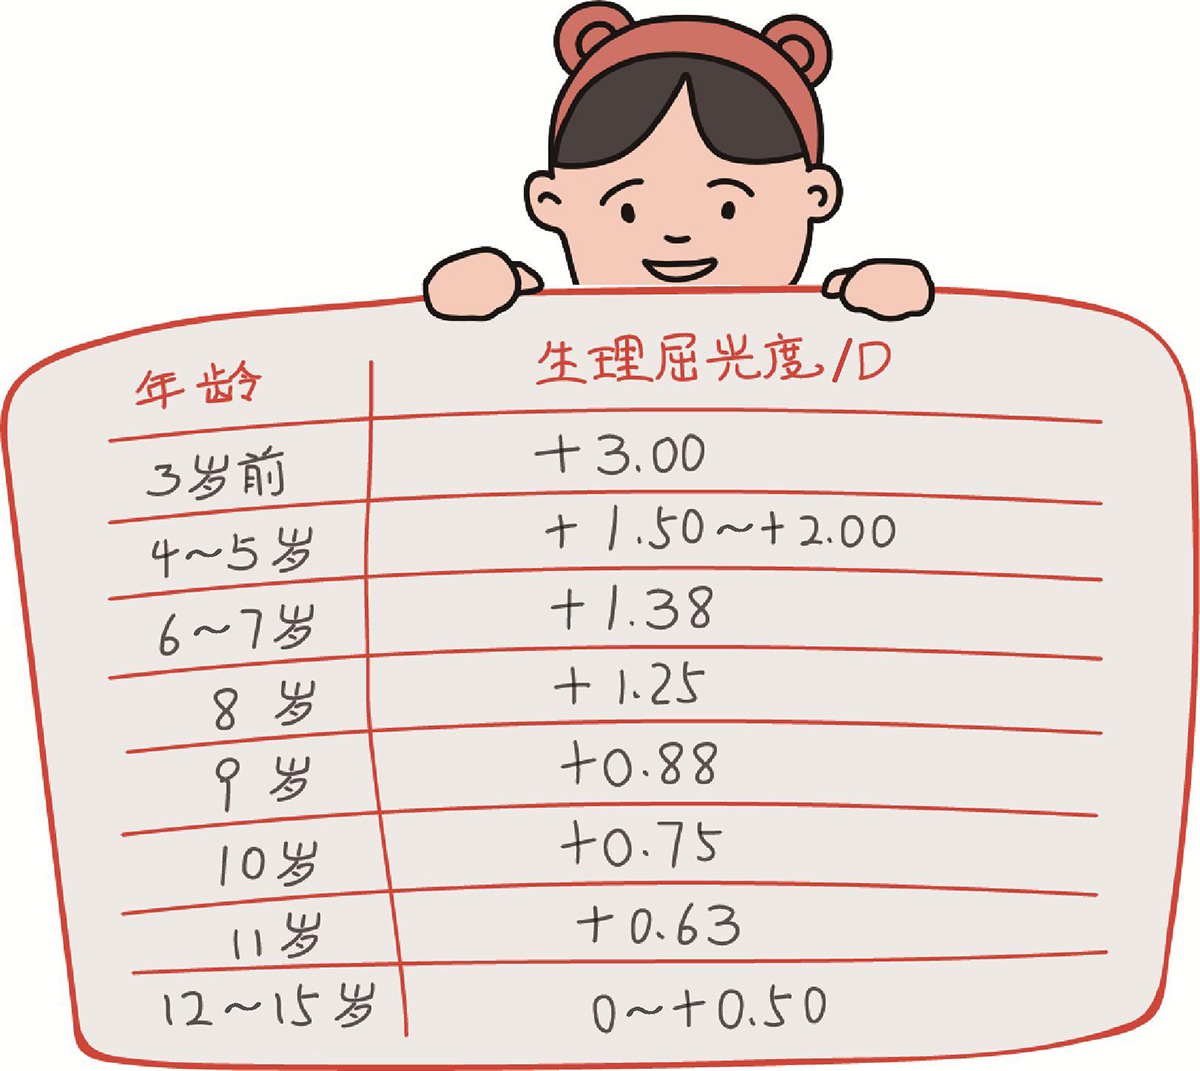 年龄 生理屈光度/D
3岁前 +3.00
4~5岁 +1.50~+2.00
6~7岁 +1.38
8岁 +1.25
9岁 +0.88
10岁 +0.75
11岁 +0.63
12~15岁 0~+0.50